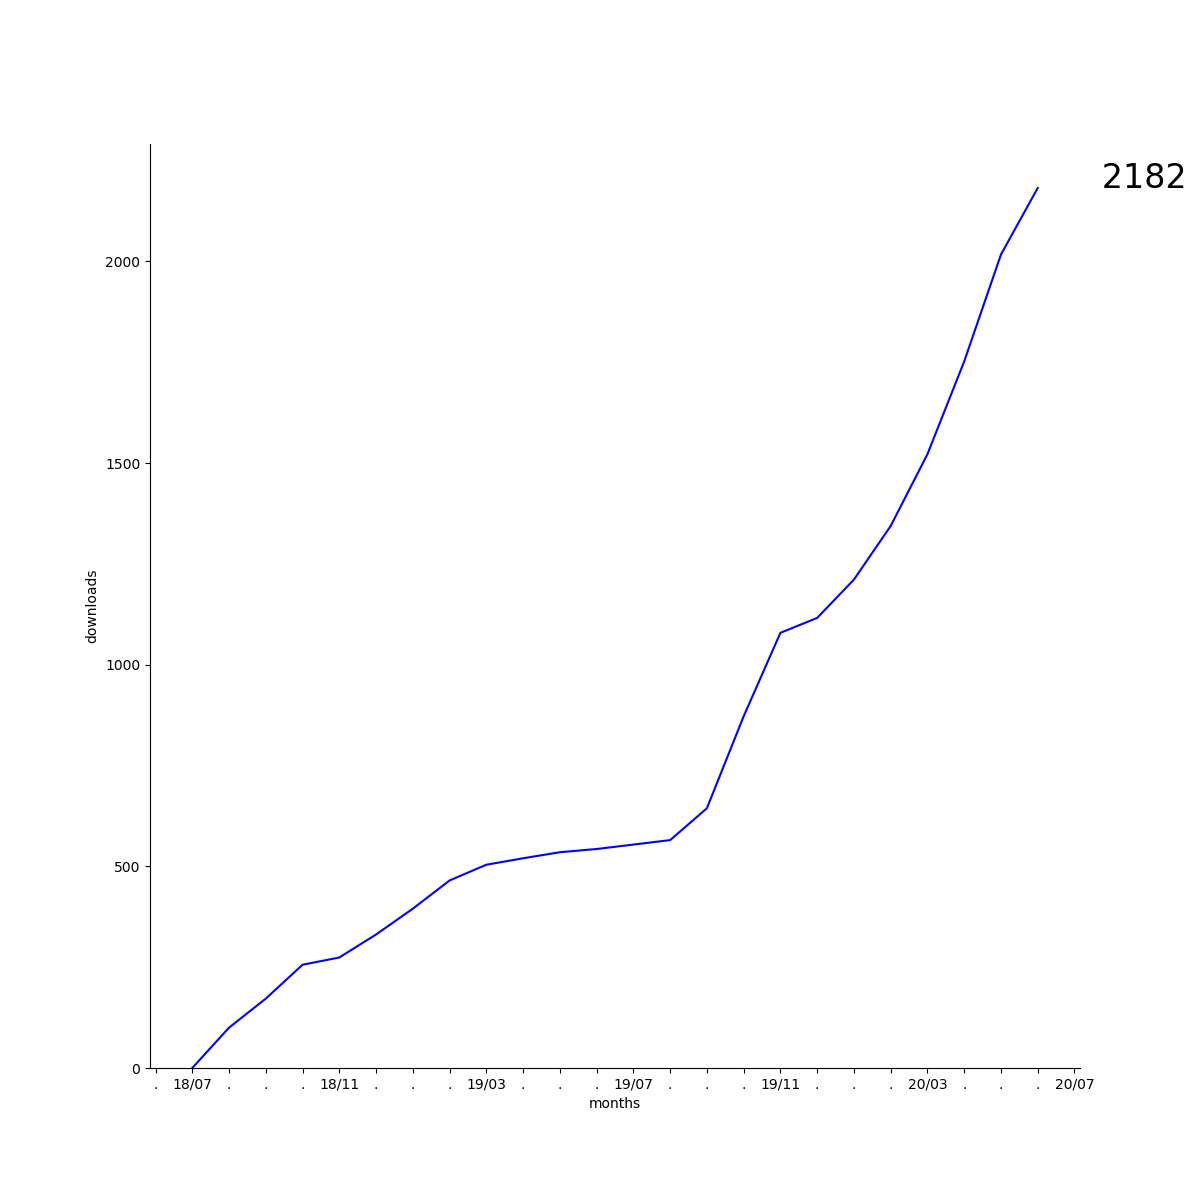 2182
2000
1500
1000
500
0
downloads
. 18/07 . . . 18/11 . . . 19/03 . . . 19/07 . . . 19/11 . . . 20/03 . . . 20/07
months